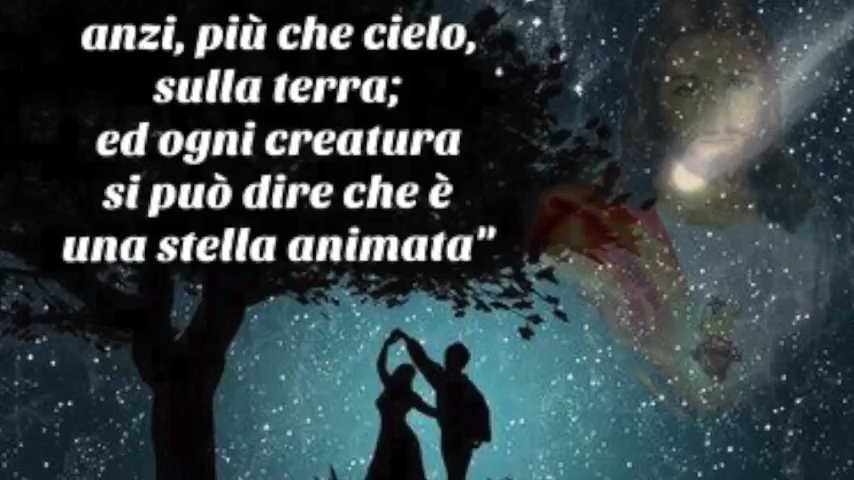 anzi, più che cielo,
sulla terra;
ed ogni creatura
si può dire che è
una stella animata"